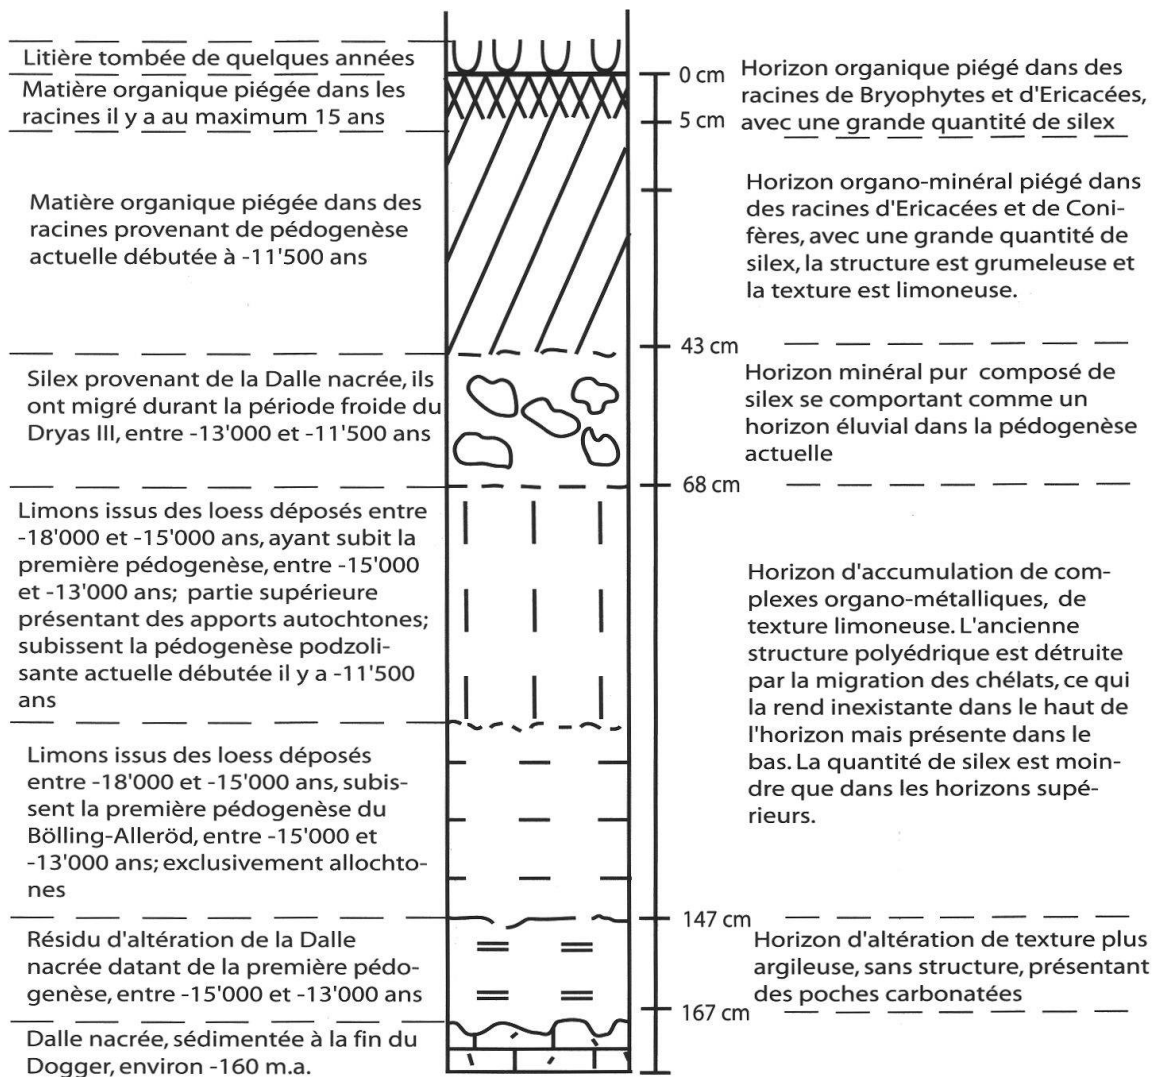 Litière tombée de quelques années
Matière organique piégée dans les
racines il y a au maximum 15 ans
Matière organique piégée dans des
racines provenant de pédogenèse
actuelle débutée à -11'500 ans
Silex provenant de la Dalle nacrée, ils
ont migré durant la période froide du
Dryas III, entre -13'000 et -11'500 ans
Limons issus des loess déposés entre
-18'000 et -15'000 ans, ayant subit la
première pédogenèse, entre -15'000
et -13'000 ans; partie supérieure
présentant des apports autochtones;
subissent la pédogenèse podzoli-
sante actuelle débutée il y a -11'500
ans
Limons issus des loess déposés
entre -18'000 et -15'000 ans, subis-
sent la première pédogenèse du
Bölling-Alleröd, entre -15'000 et
-13'000 ans; exclusivement allochto-
nes
Résidu d'altération de la Dalle
nacrée datant de la première pédo-
genèse, entre -15'000 et -13'000 ans
Dalle nacrée, sédimentée à la fin du
Dogger, environ -160 m.a.
0 cm
5 cm
43 cm
68 cm
147 cm
167 cm
Horizon organique piégé dans des
racines de Bryophytes et d'Ericacées,
avec une grande quantité de silex
Horizon organo-minéral piégé dans
des racines d'Ericacées et de Coni-
fères, avec une grande quantité de
silex, la structure est grumeleuse et
la texture est limoneuse.
Horizon minéral pur composé de
silex se comportant comme un
horizon éluvial dans la pédogenèse
actuelle
Horizon d'accumulation de com-
plexes organo-métalliques, de
texture limoneuse. L'ancienne
structure polyédrique est détruite
par la migration des chélats, ce qui
la rend inexistante dans le haut de
l'horizon mais présente dans le
bas. La quantité de silex est moin-
dre que dans les horizons supé-
rieurs.
Horizon d'altération de texture plus
argileuse, sans structure, présentant
des poches carbonatées